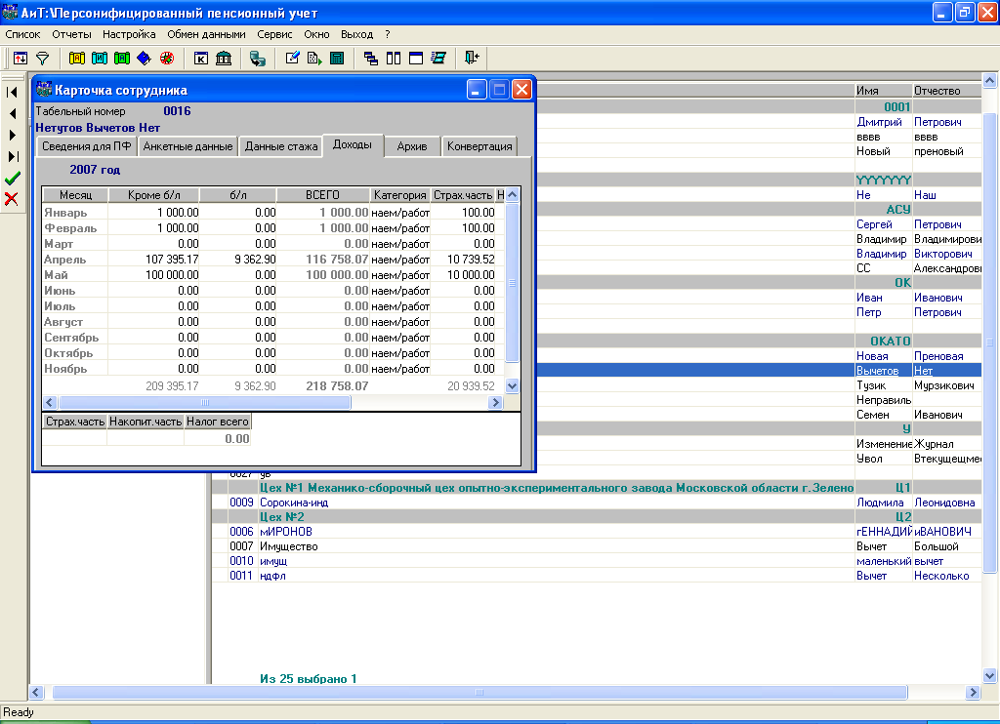 АиТ:\Персонифицированный пенсионный учет
Список Отчеты Настройка Обмен данными Сервис Окно Выход ?
Карточка сотрудника
Табельный номер 0016
Нетутов Вычетов Нет
Сведения для ПФ Анкетные данные Данные стажа Доходы Архив Конвертация
2007 год
Месяц Кроме б/л б/л ВСЕГО Категория Страх.часть Н
Январь 1 000.00 0.00 1 000.00 наем/работ 100.00
Февраль 1 000.00 0.00 1 000.00 наем/работ 100.00
Март 0.00 0.00 0.00 наем/работ 0.00
Апрель 107 395.17 9 362.90 116 758.07 наем/работ 10 739.52
Май 100 000.00 0.00 100 000.00 наем/работ 10 000.00
Июнь 0.00 0.00 0.00 наем/работ 0.00
Июль 0.00 0.00 0.00 наем/работ 0.00
Август 0.00 0.00 0.00 наем/работ 0.00
Сентябрь 0.00 0.00 0.00 наем/работ 0.00
Октябрь 0.00 0.00 0.00 наем/работ 0.00
Ноябрь 0.00 0.00 0.00 наем/работ 0.00
209 395.17 9 362.90 218 758.07 20 939.52
Страх.часть Накопит.часть Налог всего
0.00
Имя Отчество
0001
Дмитрий Петрович
вввв вввв
Новый преновый
YYYYYYY
Не Наш
АСУ
Сергей Петрович
Владимир Владимирови
Владимир Викторович
СС Александрови
ОК
Иван Иванович
Петр Петрович
ОКАТО
Новая Преновая
Вычетов Нет
Тузик Мурзикович
Неправиль
Семен Иванович
У
Изменение Журнал
Увол Втекущещмес
0027 ув
Цех №1 Механико-сборочный цех опытно-экспериментального завода Московской области г.Зелено Ц1
0009 Сорокина-инд Людмила Леонидовна
Цех №2 Ц2
0006 мИРОНОВ гЕННАДИЙ иВАНОВИЧ
0007 Имущество Вычет Большой
0010 имущ маленький вычет
0011 ндфл Вычет Несколько
Из 25 выбрано 1
Ready